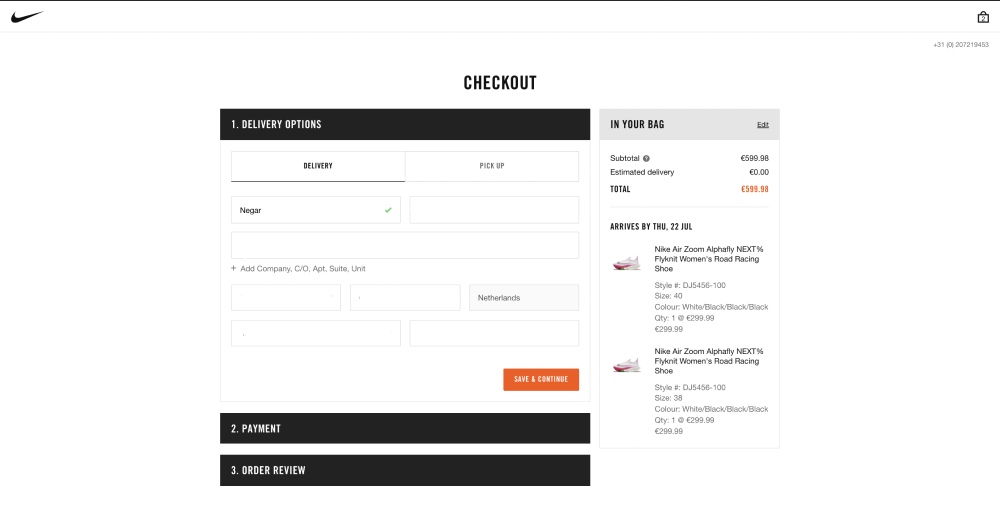 2
+31 (0) 207219453
CHECKOUT
1. DELIVERY OPTIONS
DELIVERY
PICK UP
Negar
+ Add Company, C/O, Apt, Suite, Unit
Netherlands
SAVE & CONTINUE
2. PAYMENT
3. ORDER REVIEW
IN YOUR BAG
Edit
Subtotal ? €599.98
Estimated delivery €0.00
TOTAL €599.98
ARRIVES BY THU, 22 JUL
Nike Air Zoom Alphafly NEXT%
Flyknit Women's Road Racing
Shoe
Style #: DJ5456-100
Size: 40
Colour: White/Black/Black/Black
Qty: 1 @ €299.99
€299.99
Nike Air Zoom Alphafly NEXT%
Flyknit Women's Road Racing
Shoe
Style #: DJ5456-100
Size: 38
Colour: White/Black/Black/Black
Qty: 1 @ €299.99
€299.99